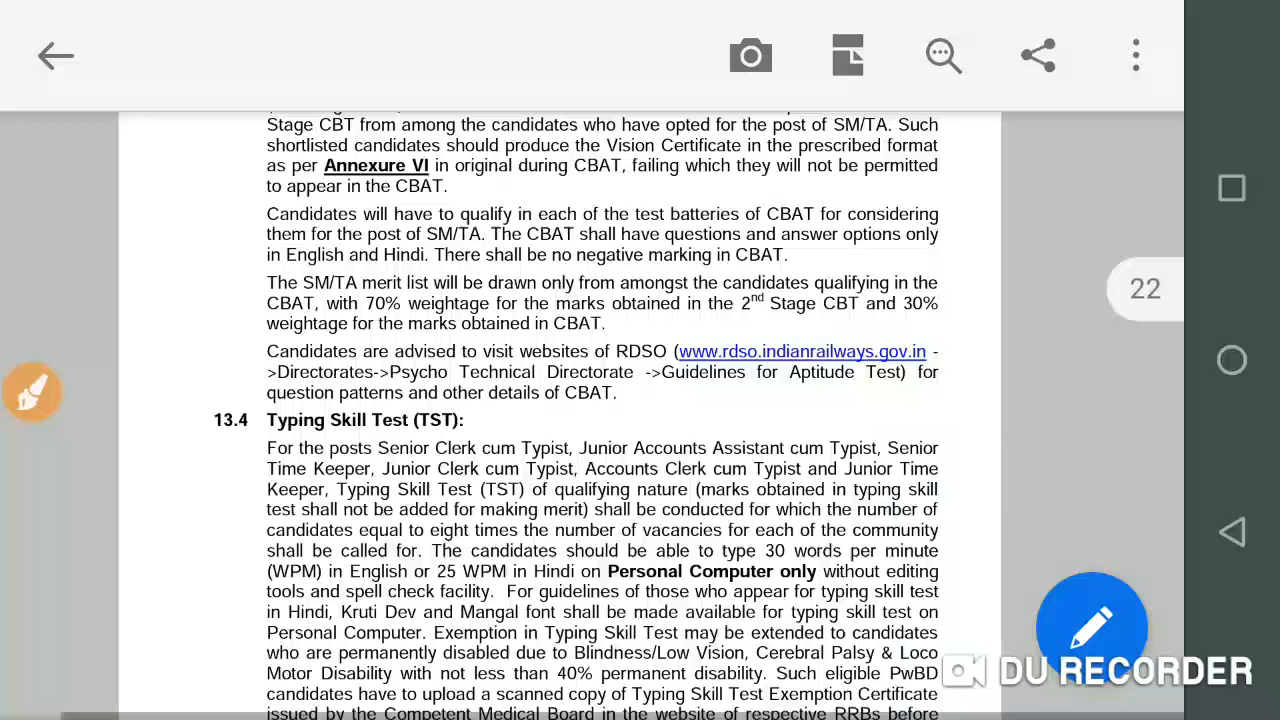 Stage CBT from among the candidates who have opted for the post of SM/TA. Such
shortlisted candidates should produce the Vision Certificate in the prescribed format
as per Annexure VI in original during CBAT, failing which they will not be permitted
to appear in the CBAT.
Candidates will have to qualify in each of the test batteries of CBAT for considering
them for the post of SM/TA. The CBAT shall have questions and answer options only
in English and Hindi. There shall be no negative marking in CBAT.
The SM/TA merit list will be drawn only from amongst the candidates qualifying in the
CBAT, with 70% weightage for the marks obtained in the 2nd Stage CBT and 30%
weightage for the marks obtained in CBAT.
Candidates are advised to visit websites of RDSO (www.rdso.indianrailways.gov.in -
>Directorates->Psycho Technical Directorate ->Guidelines for Aptitude Test) for
question patterns and other details of CBAT.
13.4 Typing Skill Test (TST):
For the posts Senior Clerk cum Typist, Junior Accounts Assistant cum Typist, Senior
Time Keeper, Junior Clerk cum Typist, Accounts Clerk cum Typist and Junior Time
Keeper, Typing Skill Test (TST) of qualifying nature (marks obtained in typing skill
test shall not be added for making merit) shall be conducted for which the number of
candidates equal to eight times the number of vacancies for each of the community
shall be called for. The candidates should be able to type 30 words per minute
(WPM) in English or 25 WPM in Hindi on Personal Computer only without editing
tools and spell check facility. For guidelines of those who appear for typing skill test
in Hindi, Kruti Dev and Mangal font shall be made available for typing skill test on
Personal Computer. Exemption in Typing Skill Test may be extended to candidates
who are permanently disabled due to Blindness/Low Vision, Cerebral Palsy & Loco
Motor Disability with not less than 40% permanent disability. Such eligible PwBD
candidates have to upload a scanned copy of Typing Skill Test Exemption Certificate
issued by the Competent Medical Board in the website of respective RRBs before
22
DU RECORDER